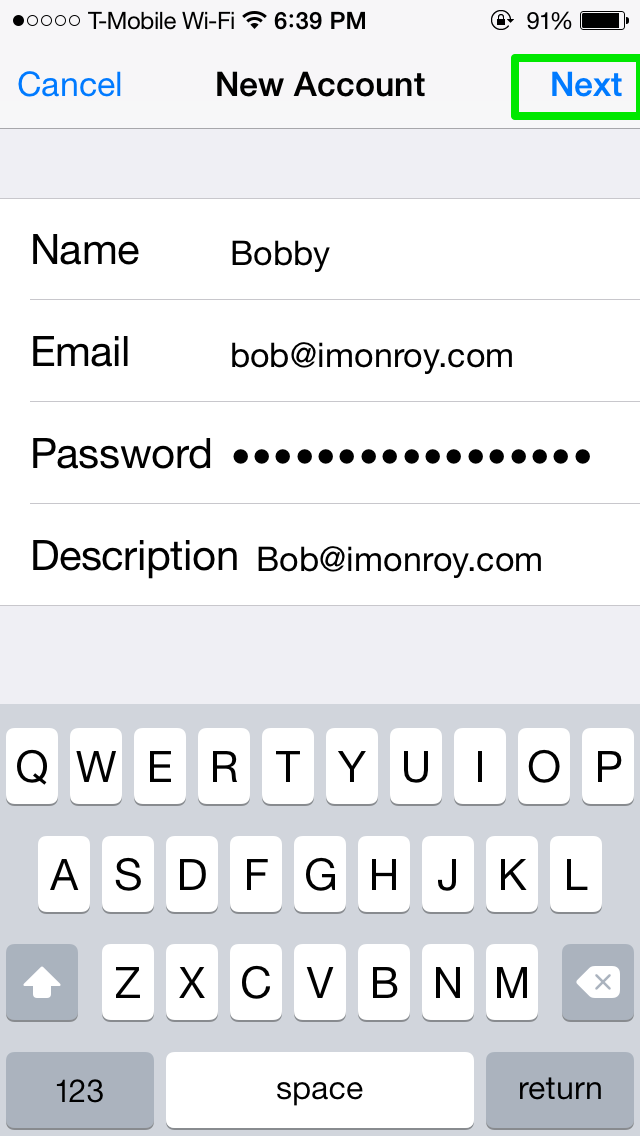 T-Mobile Wi-Fi 6:39 PM 91%
Cancel New Account Next
Name Bobby
Email bob@imonroy.com
Password •••••••••••••••••
Description Bob@imonroy.com
Q W E R T Y U I O P
A S D F G H J K L
Z X C V B N M
123 space return